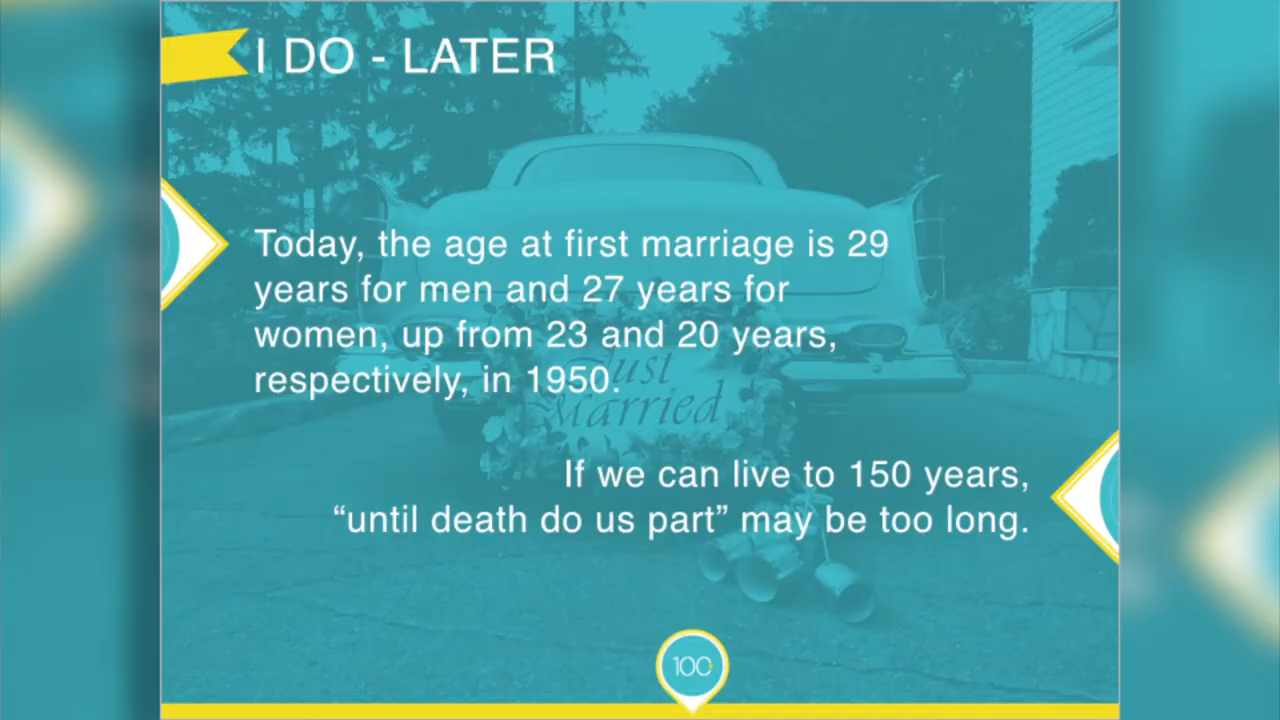 I DO - LATER
Today, the age at first marriage is 29
years for men and 27 years for
women, up from 23 and 20 years,
respectively, in 1950.
Just
Married
If we can live to 150 years,
“until death do us part” may be too long.
100+